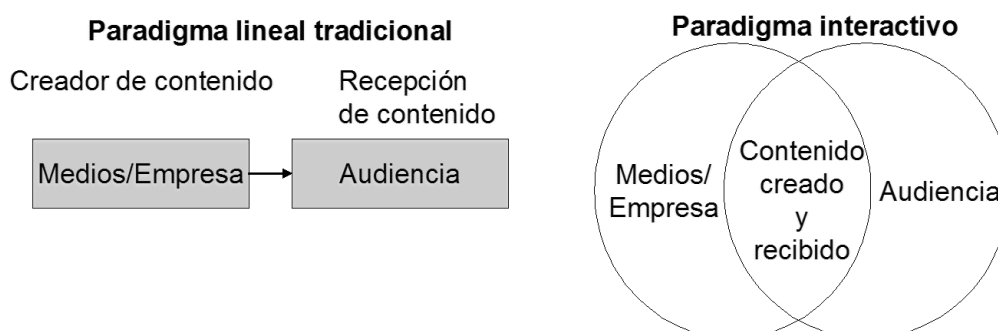 Paradigma lineal tradicional
Creador de contenido
Recepción
de contenido
Medios/Empresa
Audiencia
Paradigma interactivo
Medios/
Empresa
Contenido
creado
y
recibido
Audiencia